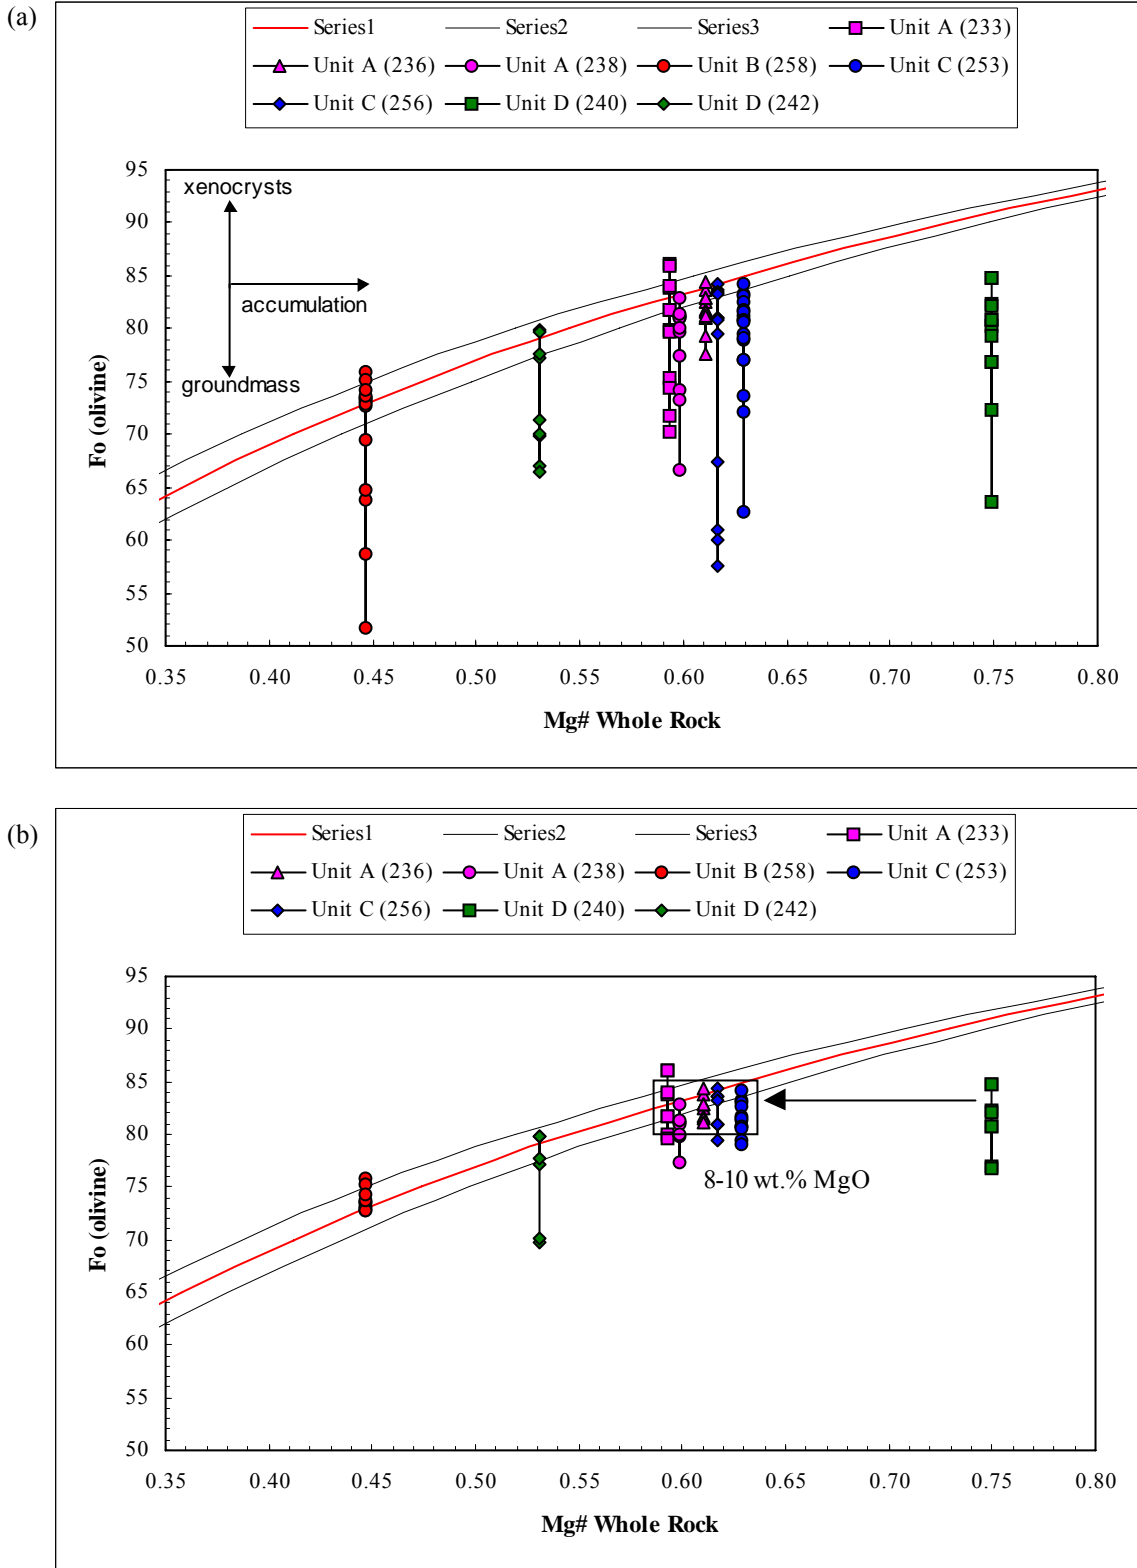 (a)
Series1 Series2 Series3 Unit A (233)
Unit A (236) Unit A (238) Unit B (258) Unit C (253)
Unit C (256) Unit D (240) Unit D (242)
95
xenocrysts
90
85
accumulation
80
75
groundmass
70
65
60
55
50
Fo (olivine)
0.35 0.40 0.45 0.50 0.55 0.60 0.65 0.70 0.75 0.80
Mg# Whole Rock
(b)
Series1 Series2 Series3 Unit A (233)
Unit A (236) Unit A (238) Unit B (258) Unit C (253)
Unit C (256) Unit D (240) Unit D (242)
95
90
85
80
8-10 wt.% MgO
75
70
65
60
55
50
Fo (olivine)
0.35 0.40 0.45 0.50 0.55 0.60 0.65 0.70 0.75 0.80
Mg# Whole Rock